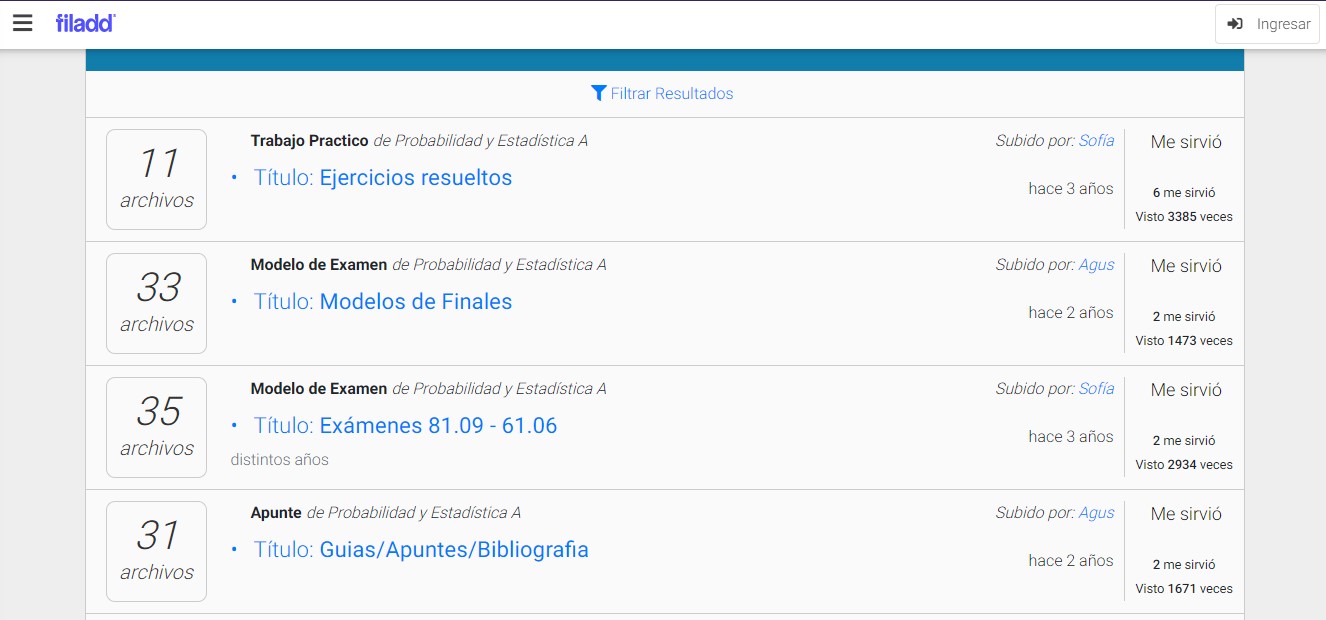 filadd
Ingresar
Filtrar Resultados
11
archivos
Trabajo Practico de Probabilidad y Estadística A
• Título: Ejercicios resueltos
Subido por: Sofía
hace 3 años
Me sirvió
6 me sirvió
Visto 3385 veces
33
archivos
Modelo de Examen de Probabilidad y Estadística A
• Título: Modelos de Finales
Subido por: Agus
hace 2 años
Me sirvió
2 me sirvió
Visto 1473 veces
35
archivos
Modelo de Examen de Probabilidad y Estadística A
• Título: Exámenes 81.09 - 61.06
distintos años
Subido por: Sofía
hace 3 años
Me sirvió
2 me sirvió
Visto 2934 veces
31
archivos
Apunte de Probabilidad y Estadística A
• Título: Guias/Apuntes/Bibliografia
Subido por: Agus
hace 2 años
Me sirvió
2 me sirvió
Visto 1671 veces